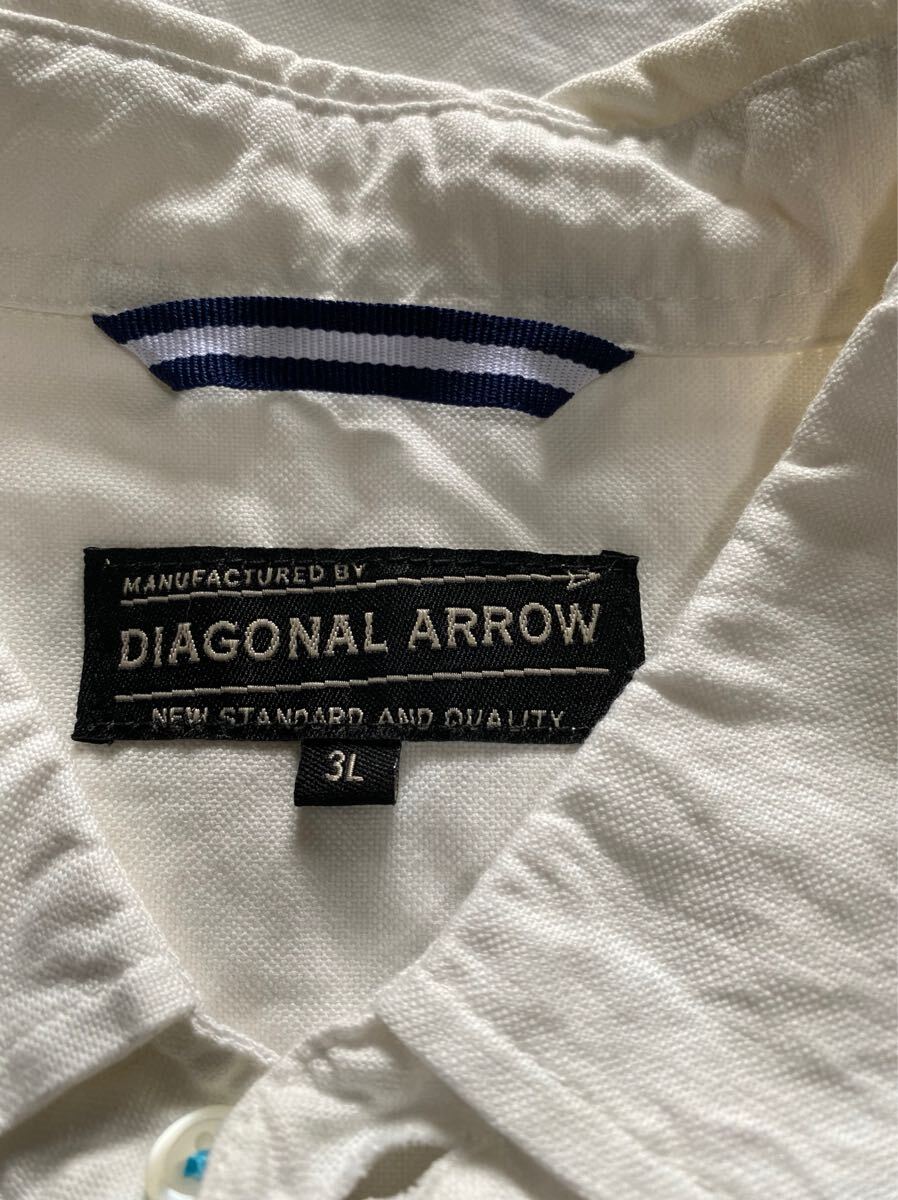 MANUFACTURED BY
DIAGONAL ARROW
NEW STANDARD AND QUALITY
3L